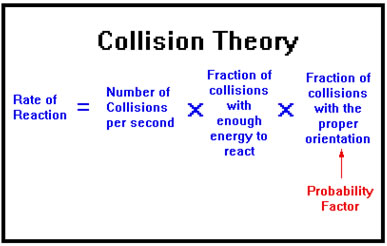 Collision Theory
Rate of
Reaction
=
Number of
Collisions
per second
×
Fraction of
collisions
with
enough
energy to
react
×
Fraction of
collisions
with the
proper
orientation
Probability
Factor